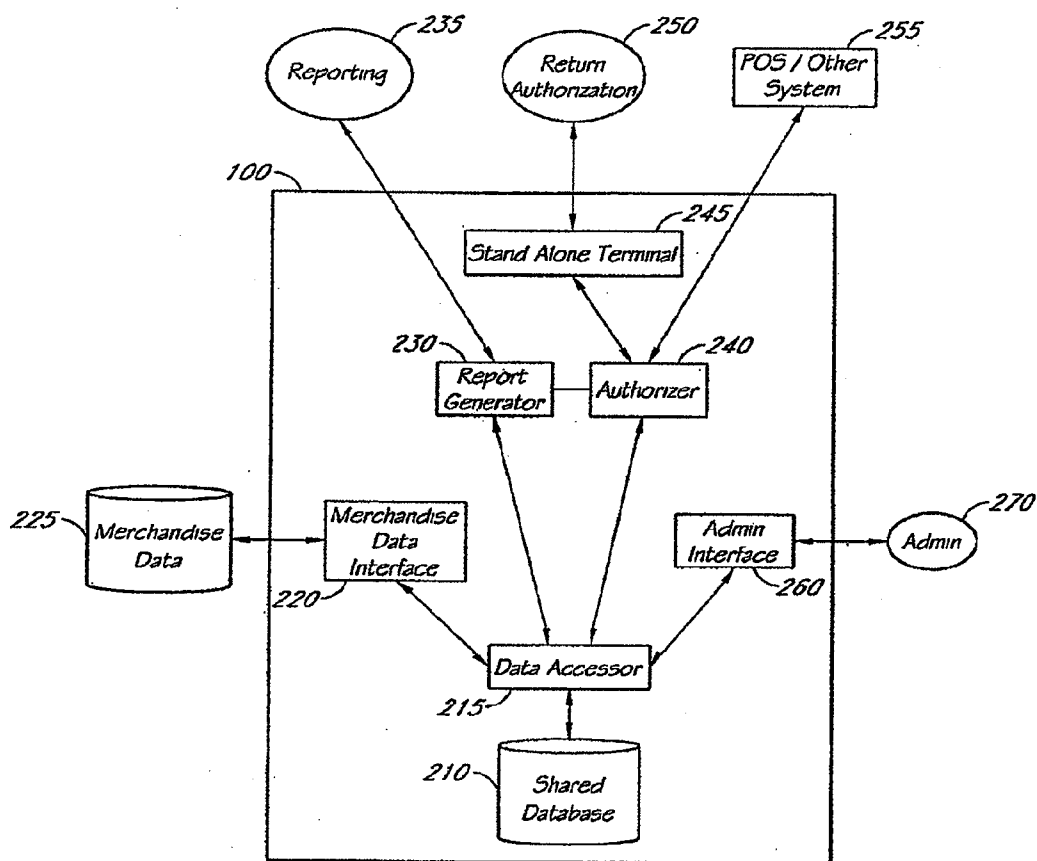 235
Reporting
250
Return
Authorization
255
POS / Other
System
100
245
Stand Alone Terminal
230
Report
Generator
240
Authorizer
225
Merchandise
Data
Merchandise
Data
Interface
220
Admin
Interface
260
270
Admin
Data Accessor
215
210
Shared
Database